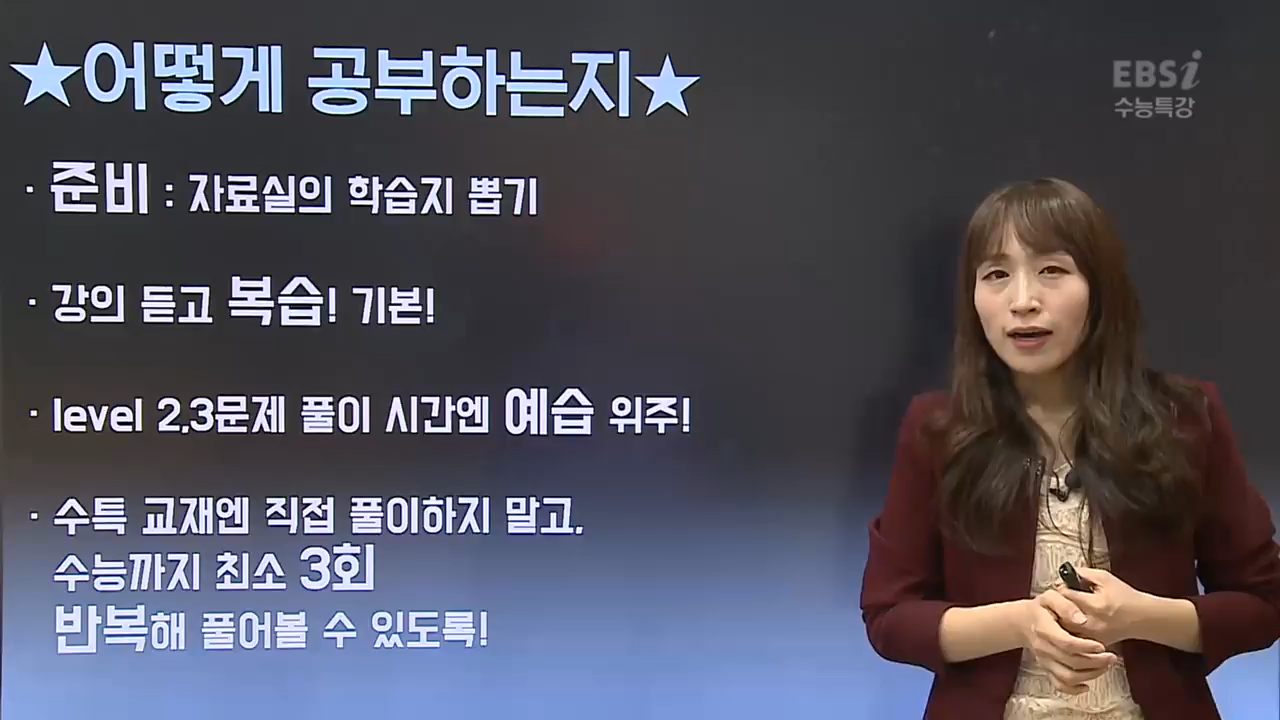 ★어떻게 공부하는지★
EBSi
수능특강
· 준비 : 자료실의 학습지 뽑기
· 강의 듣고 복습! 기본!
· level 2,3문제 풀이 시간엔 예습 위주!
· 수특 교재엔 직접 풀이하지 말고,
수능까지 최소 3회
반복해 풀어볼 수 있도록!